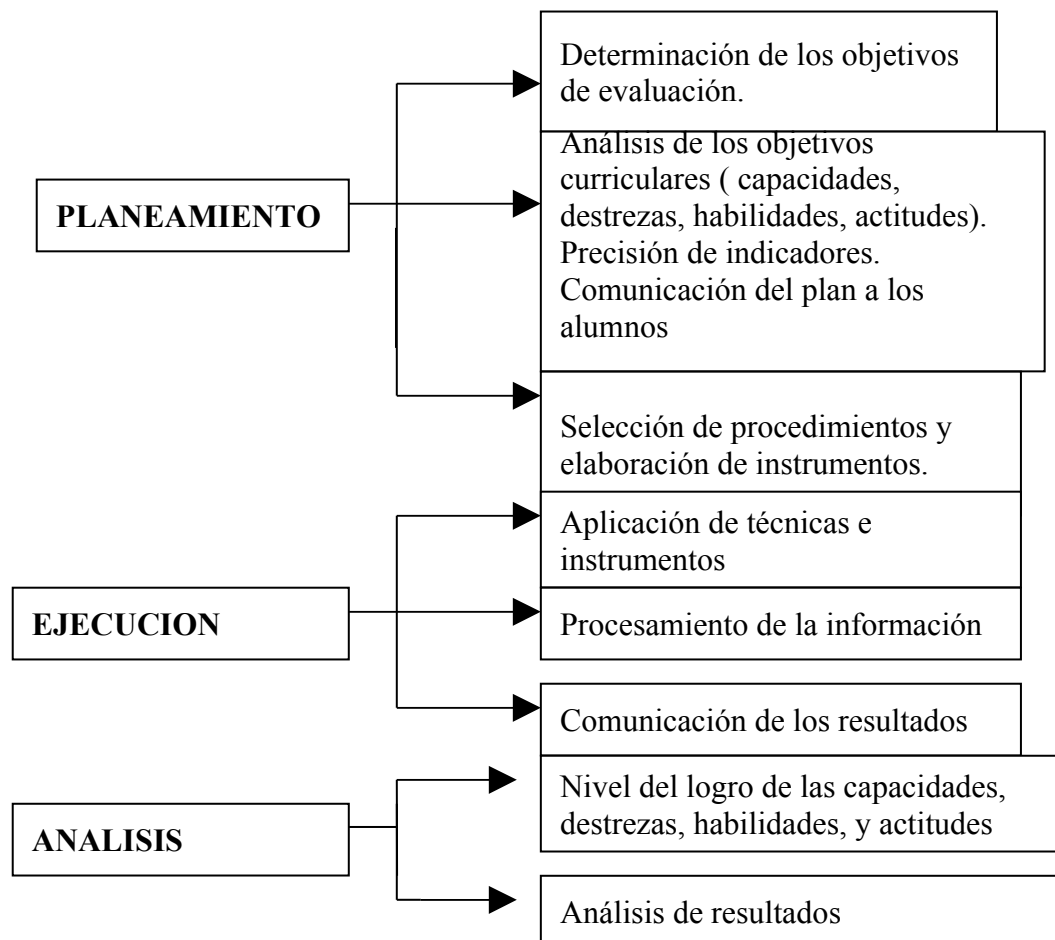 Determinación de los objetivos
de evaluación.
PLANEAMIENTO
Análisis de los objetivos
curriculares ( capacidades,
destrezas, habilidades, actitudes).
Precisión de indicadores.
Comunicación del plan a los
alumnos
Selección de procedimientos y
elaboración de instrumentos.
EJECUCION
Aplicación de técnicas e
instrumentos
Procesamiento de la información
Comunicación de los resultados
ANALISIS
Nivel del logro de las capacidades,
destrezas, habilidades, y actitudes
Análisis de resultados